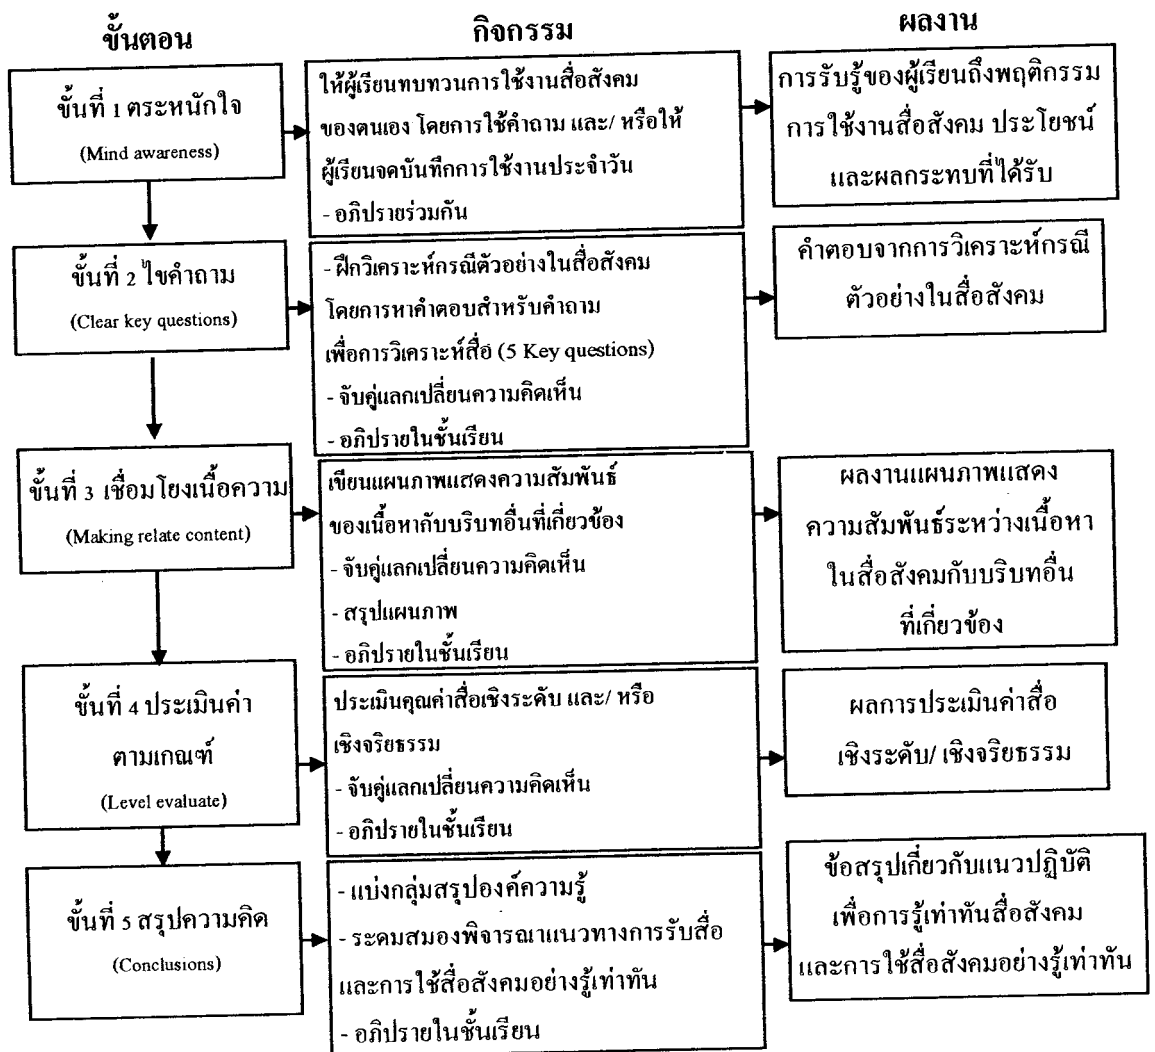 ขั้นตอน
กิจกรรม
ผลงาน
ขั้นที่ 1 ตระหนักใจ
(Mind awareness)
ให้ผู้เรียนทบทวนการใช้งานสื่อสังคม
ของตนเอง โดยการใช้คำถาม และ/ หรือให้
ผู้เรียนจดบันทึกการใช้งานประจำวัน
- อภิปรายร่วมกัน
การรับรู้ของผู้เรียนถึงพฤติกรรม
การใช้งานสื่อสังคม ประโยชน์
และผลกระทบที่ได้รับ
ขั้นที่ 2 ไขคำถาม
(Clear key questions)
- ฝึกวิเคราะห์กรณีตัวอย่างในสื่อสังคม
โดยการหาคำตอบสำหรับคำถาม
เพื่อการวิเคราะห์สื่อ (5 Key questions)
- จับคู่แลกเปลี่ยนความคิดเห็น
- อภิปรายในชั้นเรียน
คำตอบจากการวิเคราะห์กรณี
ตัวอย่างในสื่อสังคม
ขั้นที่ 3 เชื่อมโยงเนื้อความ
(Making relate content)
เขียนแผนภาพแสดงความสัมพันธ์
ของเนื้อหากับบริบทอื่นที่เกี่ยวข้อง
- จับคู่แลกเปลี่ยนความคิดเห็น
- สรุปแผนภาพ
- อภิปรายในชั้นเรียน
ผลงานแผนภาพแสดง
ความสัมพันธ์ระหว่างเนื้อหา
ในสื่อสังคมกับบริบทอื่น
ที่เกี่ยวข้อง
ขั้นที่ 4 ประเมินค่า
ตามเกณฑ์
(Level evaluate)
ประเมินคุณค่าสื่อเชิงระดับ และ/ หรือ
เชิงจริยธรรม
- จับคู่แลกเปลี่ยนความคิดเห็น
- อภิปรายในชั้นเรียน
ผลการประเมินค่าสื่อ
เชิงระดับ/ เชิงจริยธรรม
ขั้นที่ 5 สรุปความคิด
(Conclusions)
- แบ่งกลุ่มสรุปองค์ความรู้
- ระดมสมองพิจารณาแนวทางการรับสื่อ
และการใช้สื่อสังคมอย่างรู้เท่าทัน
- อภิปรายในชั้นเรียน
ข้อสรุปเกี่ยวกับแนวปฏิบัติ
เพื่อการรู้เท่าทันสื่อสังคม
และการใช้สื่อสังคมอย่างรู้เท่าทัน